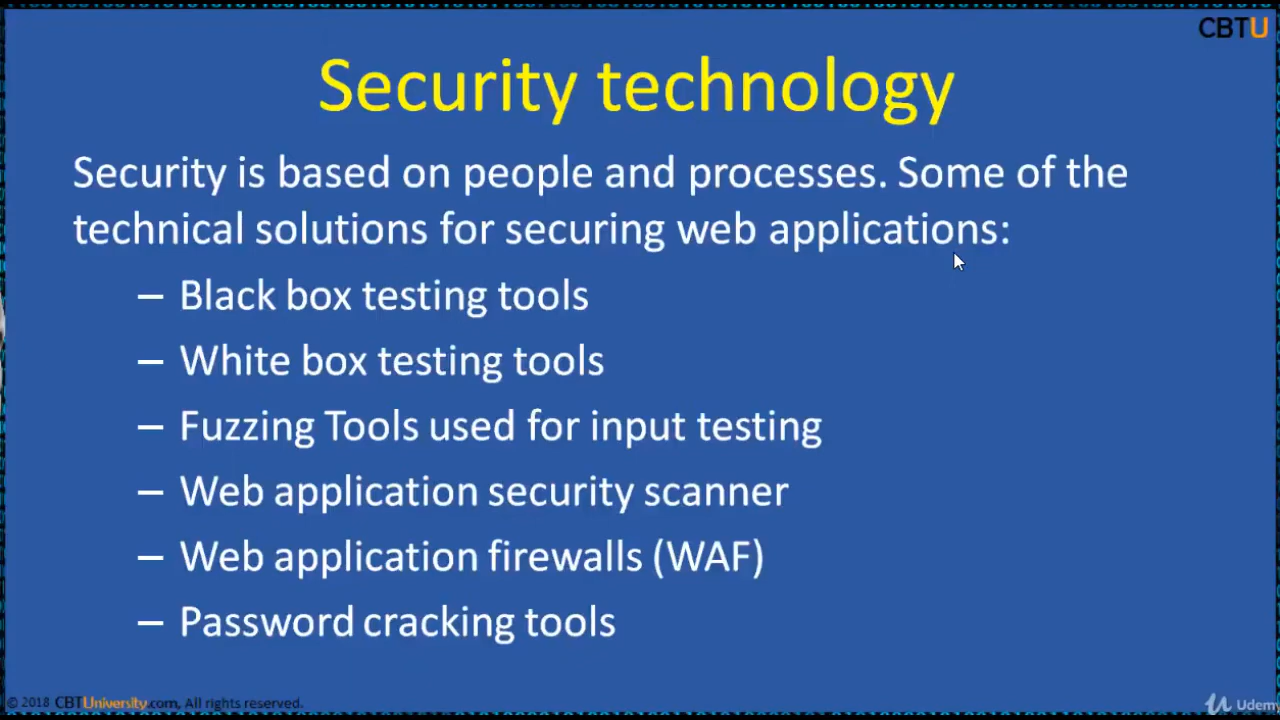 CBTU
Security technology
Security is based on people and processes. Some of the
technical solutions for securing web applications:
– Black box testing tools
– White box testing tools
– Fuzzing Tools used for input testing
– Web application security scanner
– Web application firewalls (WAF)
– Password cracking tools
© 2018 CBTUniversity.com, All rights reserved.
Udemy